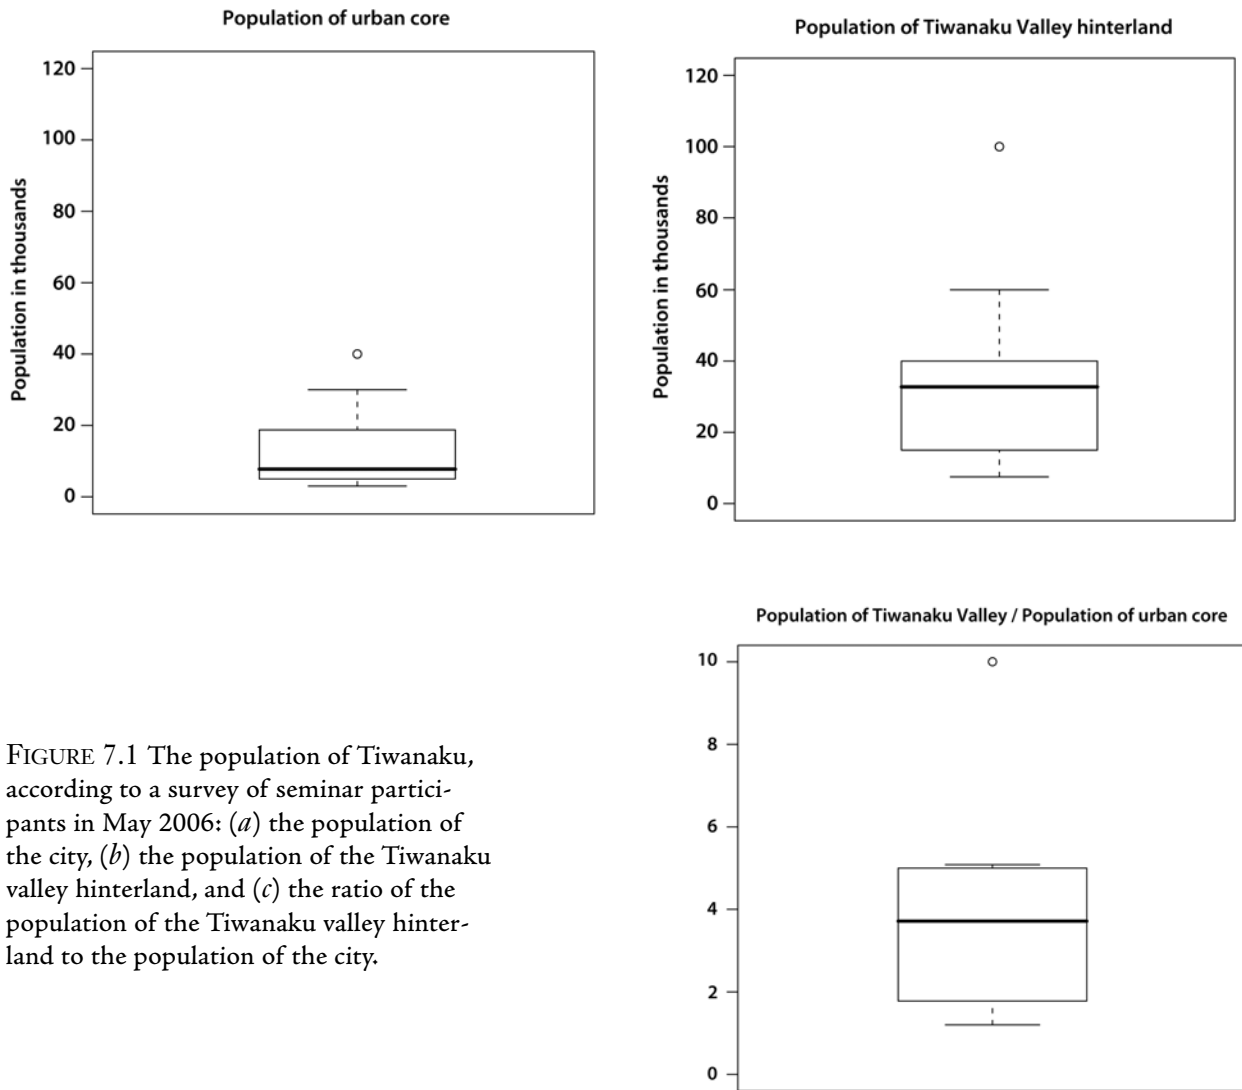 Population of urban core
Population in thousands
120
100
80
60
40
20
0
Population of Tiwanaku Valley hinterland
Population in thousands
120
100
80
60
40
20
0
Population of Tiwanaku Valley / Population of urban core
10
8
6
4
2
0
FIGURE 7.1 The population of Tiwanaku,
according to a survey of seminar partici-
pants in May 2006: (a) the population of
the city, (b) the population of the Tiwanaku
valley hinterland, and (c) the ratio of the
population of the Tiwanaku valley hinter-
land to the population of the city.